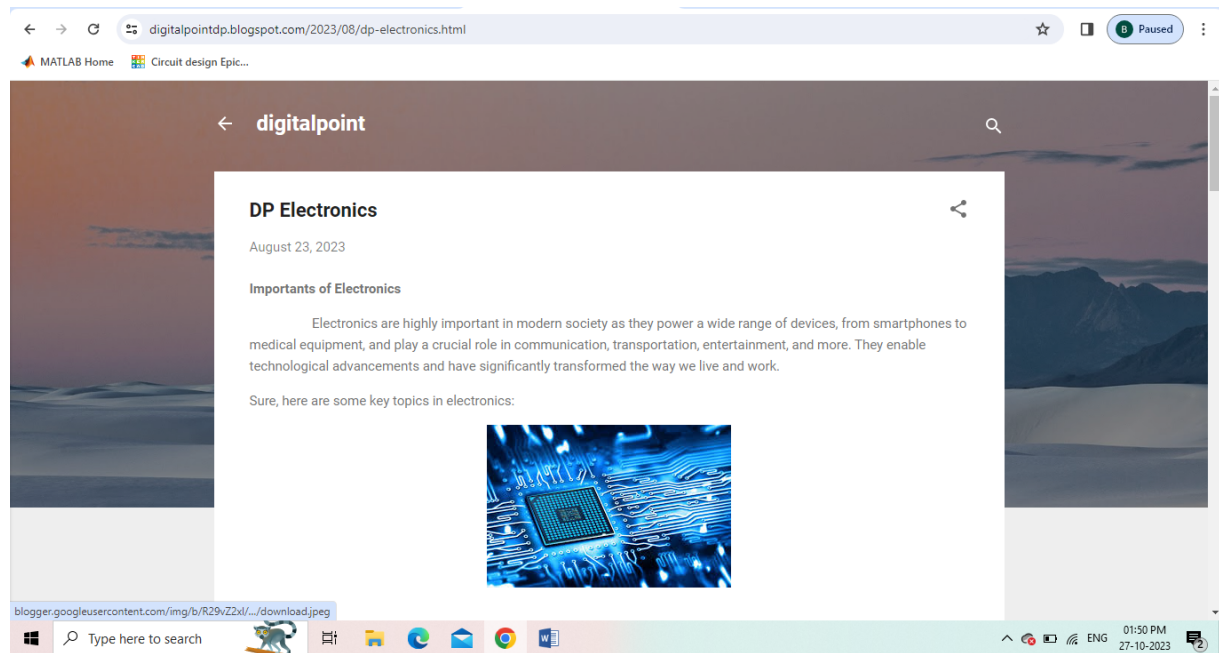 digitalpointdp.blogspot.com/2023/08/dp-electronics.html
B Paused
MATLAB Home Circuit design Epic...
digitalpoint
DP Electronics
August 23, 2023
Importants of Electronics
Electronics are highly important in modern society as they power a wide range of devices, from smartphones to
medical equipment, and play a crucial role in communication, transportation, entertainment, and more. They enable
technological advancements and have significantly transformed the way we live and work.
Sure, here are some key topics in electronics:
blogger.googleusercontent.com/img/b/R29vZ2xl/.../download.jpeg
Type here to search
W
ENG
01:50 PM
27-10-2023
2